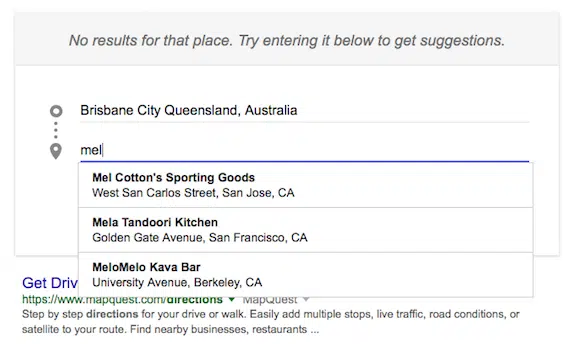 No results for that place. Try entering it below to get suggestions.
Brisbane City Queensland, Australia
mel
Mel Cotton's Sporting Goods
West San Carlos Street, San Jose, CA
Mela Tandoori Kitchen
Golden Gate Avenue, San Francisco, CA
MeloMelo Kava Bar
University Avenue, Berkeley, CA
Get Driv
https://www.mapquest.com/directions ▼ MapQuest ▼
Step by step directions for your drive or walk. Easily add multiple stops, live traffic, road conditions, or
satellite to your route. Find nearby businesses, restaurants ...